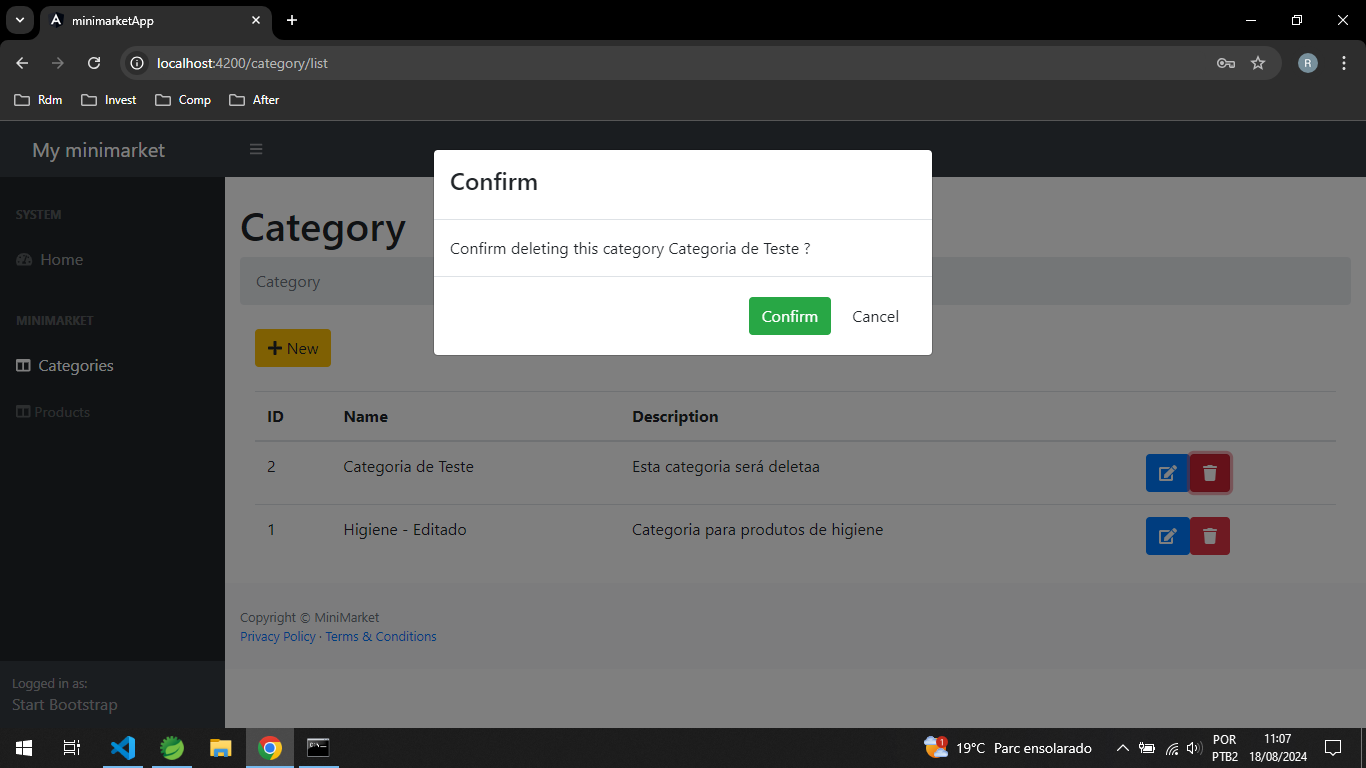 minimarketApp
localhost:4200/category/list
R
Rdm Invest Comp After
My minimarket
Confirm
Confirm deleting this category Categoria de Teste ?
Confirm Cancel
SYSTEM
Home
MINIMARKET
Categories
Products
Logged in as:
Start Bootstrap
Category
Category
New
ID Name Description
2 Categoria de Teste Esta categoria será deletaa
1 Higiene - Editado Categoria para produtos de higiene
Copyright © MiniMarket
Privacy Policy · Terms & Conditions
1
19°C Parc ensolarado
POR
PTB2
11:07
18/08/2024